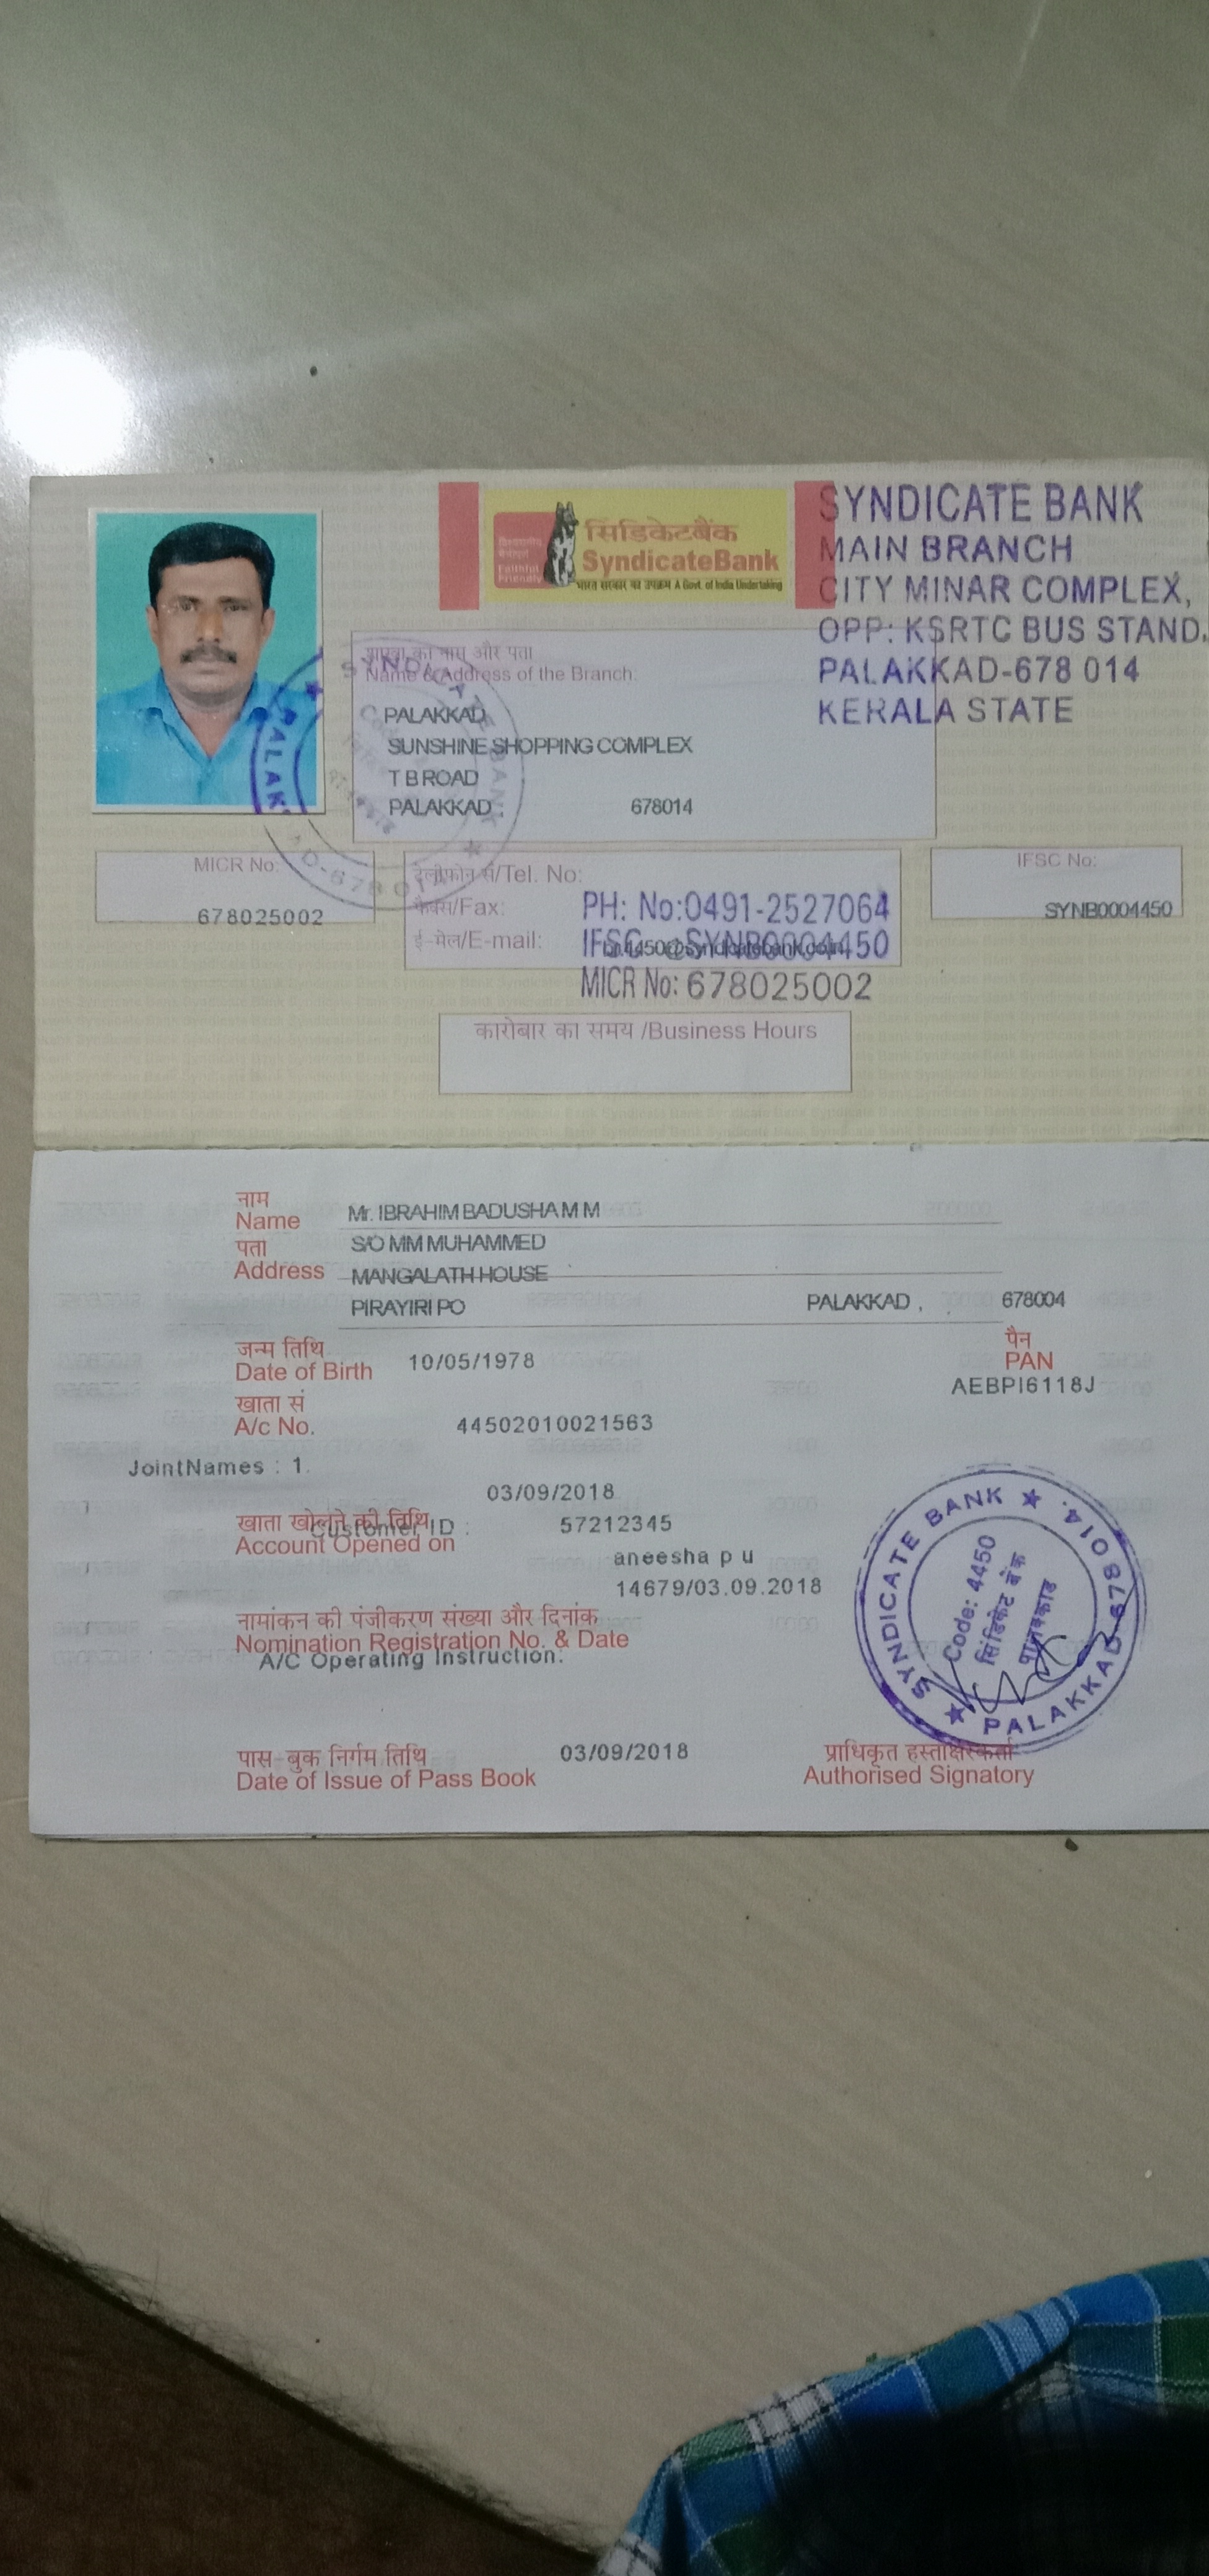 सिंडिकेटबैंक
SyndicateBank
भारत सरकार का उपक्रम A Govt. of India Undertaking
Faithful
Friendly
SYNDICATE BANK
MAIN BRANCH
CITY MINAR COMPLEX,
OPP: KSRTC BUS STAND.
PALAKKAD-678 014
KERALA STATE
शाखा का नाम और पता
Name & Address of the Branch
PALAKKAD
SUNSHINE SHOPPING COMPLEX
T B ROAD
PALAKKAD 678014
MICR No:
678025002
टेलीफोन सं/Tel. No:
फैक्स/Fax:
ई-मेल/E-mail:
PH: No:0491-2527064
IFSC SYNB0004450
MICR No: 678025002
IFSC No:
SYNB0004450
कारोबार का समय /Business Hours
नाम
Name Mr. IBRAHIM BADUSHA M M
पता S/O MM MUHAMMED
Address MANGALATH HOUSE
PIRAYIRI PO PALAKKAD , 678004
जन्म तिथि
Date of Birth 10/05/1978
पैन
PAN
AEBPI6118J
खाता सं
A/c No. 44502010021563
JointNames : 1.
03/09/2018
खाता खोलने की तिथि
Customer ID : 57212345
Account Opened on
aneesha p u
14679/03.09.2018
नामांकन की पंजीकरण संख्या और दिनांक
Nomination Registration No. & Date
A/C Operating Instruction:
SYNDICATE BANK ★ PALAKKAD-678014. ★
Code: 4450
सिंडिकेट बैंक
पालक्काड
पास-बुक निर्गम तिथि 03/09/2018
Date of Issue of Pass Book
प्राधिकृत हस्ताक्षरकर्ता
Authorised Signatory